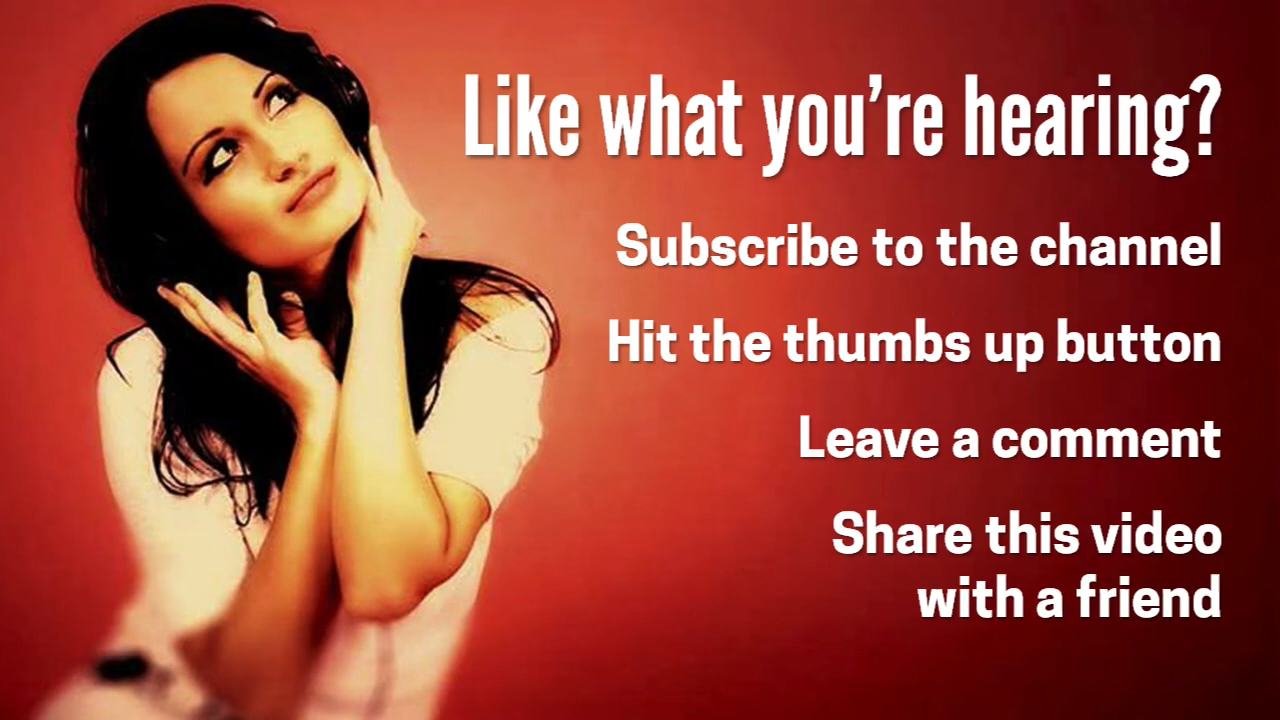 Like what you’re hearing?
Subscribe to the channel
Hit the thumbs up button
Leave a comment
Share this video
with a friend